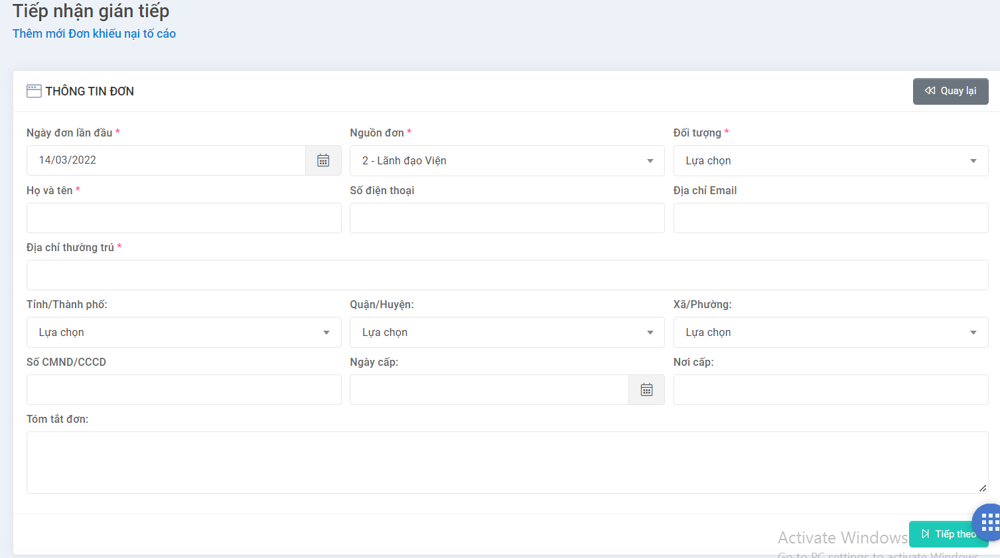 Tiếp nhận gián tiếp
Thêm mới Đơn khiếu nại tố cáo
THÔNG TIN ĐƠN
Quay lại
Ngày đơn lần đầu *
Nguồn đơn *
Đối tượng *
14/03/2022
2 - Lãnh đạo Viện
Lựa chọn
Họ và tên *
Số điện thoại
Địa chỉ Email
Địa chỉ thường trú *
Tỉnh/Thành phố:
Quận/Huyện:
Xã/Phường:
Lựa chọn
Lựa chọn
Lựa chọn
Số CMND/CCCD
Ngày cấp:
Nơi cấp:
Tóm tắt đơn:
Tiếp theo
Activate Windows
Go to PC settings to activate Windows.